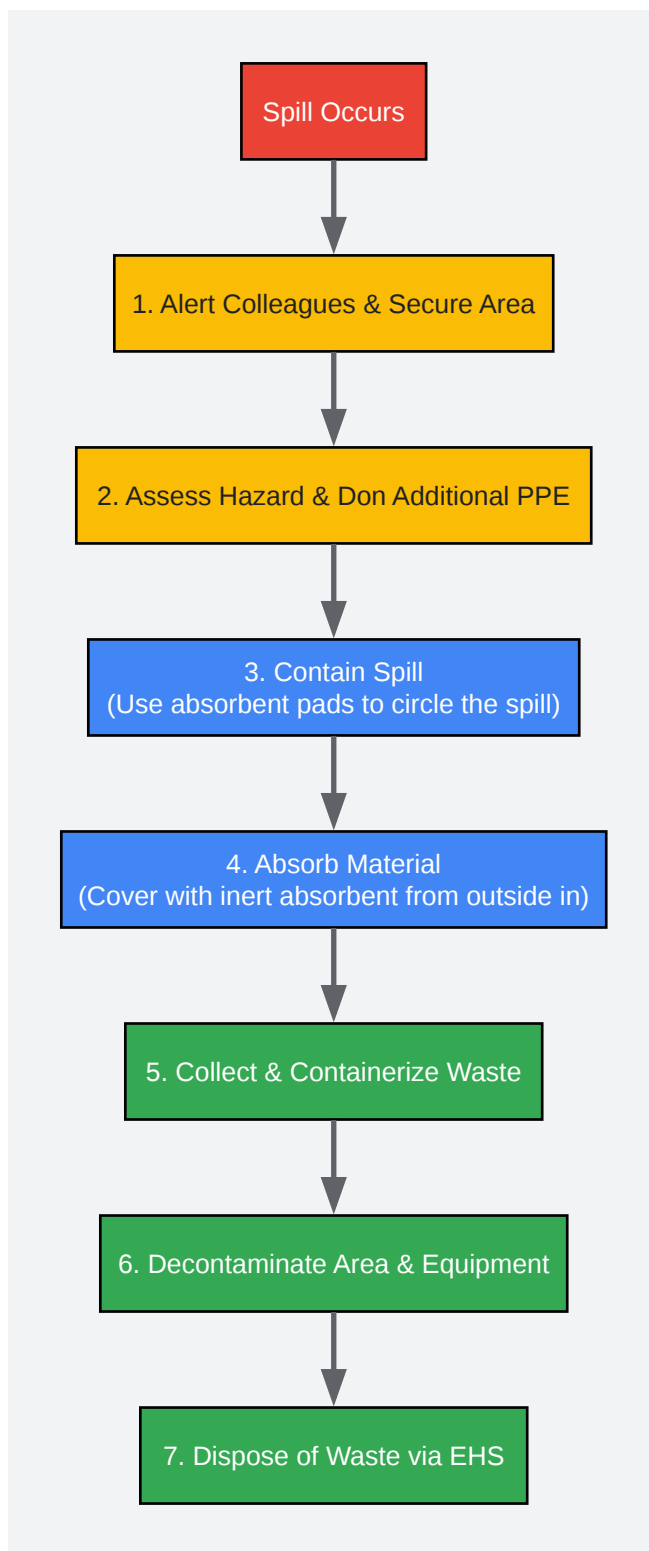 Spill Occurs
1. Alert Colleagues & Secure Area
2. Assess Hazard & Don Additional PPE
3. Contain Spill
(Use absorbent pads to circle the spill)
4. Absorb Material
(Cover with inert absorbent from outside in)
5. Collect & Containerize Waste
6. Decontaminate Area & Equipment
7. Dispose of Waste via EHS